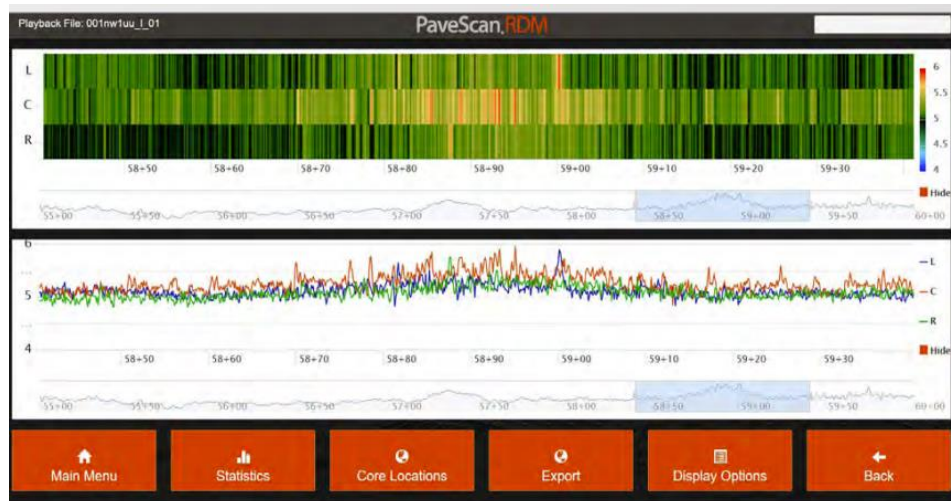 Playback File: 001nw1uu_l_01
PaveScan.RDM
L
C
R
6
5.5
5
4.5
4
58+50 58+60 58+70 58+80 58+90 59+00 59+10 59+20 59+30
Hide
55+00 55+50 56+00 56+50 57+00 57+50 58+00 58+50 59+00 59+50 60+00
6
...
5
...
4
L
C
R
58+50 58+60 58+70 58+80 58+90 59+00 59+10 59+20 59+30
Hide
55+00 55+50 56+00 56+50 57+00 57+50 58+00 58+50 59+00 59+50 60+00
Main Menu
Statistics
Core Locations
Export
Display Options
Back